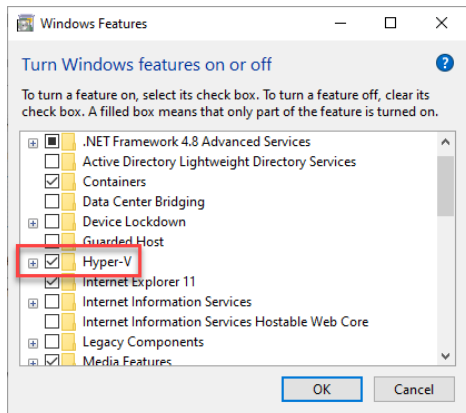 Windows Features
Turn Windows features on or off
To turn a feature on, select its check box. To turn a feature off, clear its
check box. A filled box means that only part of the feature is turned on.
.NET Framework 4.8 Advanced Services
Active Directory Lightweight Directory Services
Containers
Data Center Bridging
Device Lockdown
Guarded Host
Hyper-V
Internet Explorer 11
Internet Information Services
Internet Information Services Hostable Web Core
Legacy Components
Media Features
OK
Cancel